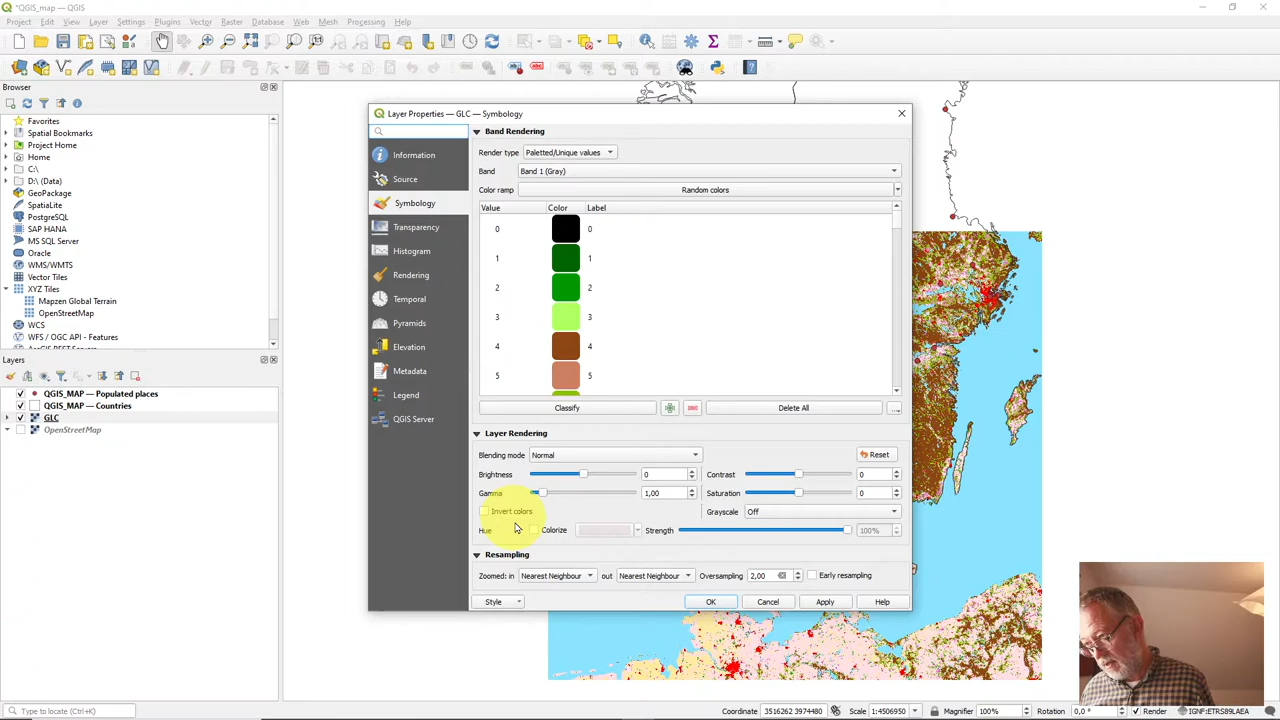 *QGIS_map — QGIS
Project Edit View Layer Settings Plugins Vector Raster Database Web Mesh Processing Help
Browser
Favorites
Spatial Bookmarks
Project Home
Home
C:\
D:\ (Data)
GeoPackage
SpatiaLite
PostgreSQL
SAP HANA
MS SQL Server
Oracle
WMS/WMTS
Vector Tiles
XYZ Tiles
Mapzen Global Terrain
OpenStreetMap
WCS
WFS / OGC API - Features
Layers
QGIS_MAP — Populated places
QGIS_MAP — Countries
GLC
OpenStreetMap
Layer Properties — GLC — Symbology
Information
Source
Symbology
Transparency
Histogram
Rendering
Temporal
Pyramids
Elevation
Metadata
Legend
QGIS Server
Band Rendering
Render type Paletted/Unique values
Band Band 1 (Gray)
Color ramp Random colors
Value Color Label
0 0
1 1
2 2
3 3
4 4
5 5
Classify Delete All ...
Layer Rendering
Blending mode Normal Reset
Brightness 0 Contrast 0
Gamma 1,00 Saturation 0
Invert colors Grayscale Off
Hue Colorize Strength 100%
Resampling
Zoomed: in Nearest Neighbour out Nearest Neighbour Oversampling 2,00 Early resampling
Style OK Cancel Apply Help
Type to locate (Ctrl+K) Coordinate 3516262 3974480 Scale 1:4506950 Magnifier 100% Rotation 0,0 ° Render IGNF:ETRS89LAEA